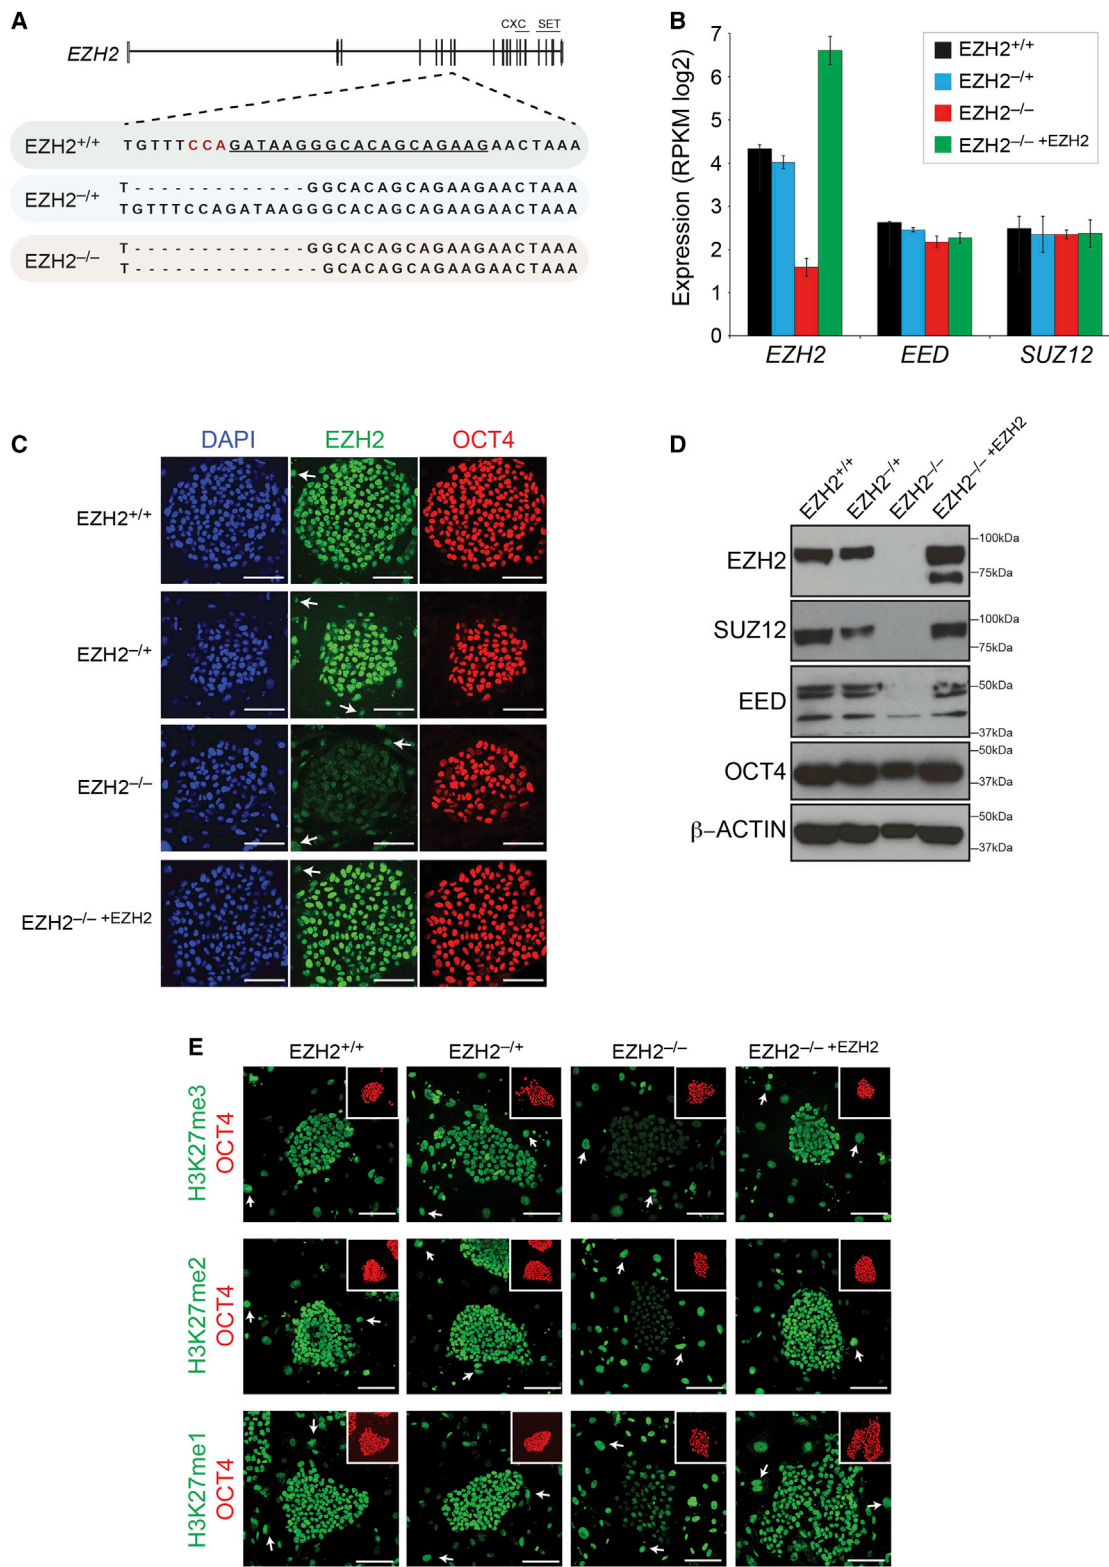 A
CXC SET
EZH2
EZH2+/+ TGTTTCCAGATAAGGGCACAGCAGAAGAACTAAA
EZH2–/+
T - - - - - - - - - - - - - GGCACAGCAGAAGAACTAAA
TGTTTCCAGATAAGGGCACAGCAGAAGAACTAAA
EZH2–/–
T - - - - - - - - - - - - - GGCACAGCAGAAGAACTAAA
T - - - - - - - - - - - - - - GCACAGCAGAAGAACTAAA
B
Expression (RPKM log2)
7
6
5
4
3
2
1
0
EZH2 EED SUZ12
EZH2+/+
EZH2–/+
EZH2–/–
EZH2–/– +EZH2
C
DAPI EZH2 OCT4
EZH2+/+
EZH2–/+
EZH2–/–
EZH2–/– +EZH2
D
EZH2+/+ EZH2–/+ EZH2–/– EZH2–/– +EZH2
EZH2
–100kDa
–75kDa
SUZ12
–100kDa
–75kDa
EED
–50kDa
–37kDa
OCT4
–50kDa
–37kDa
β–ACTIN
–50kDa
–37kDa
E
EZH2+/+ EZH2–/+ EZH2–/– EZH2–/– +EZH2
H3K27me3
OCT4
H3K27me2
OCT4
H3K27me1
OCT4